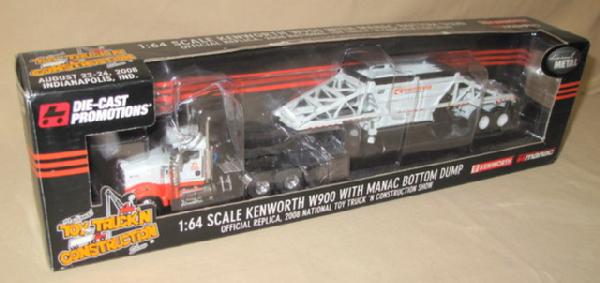 1:64 SCALE KENWORTH W900 WITH MANAC BOTTOM DUMP
AUGUST 22-24, 2008
INDIANAPOLIS, IND.
METAL
DIE-CAST
PROMOTIONS
TOY TRUCK'N
CONSTRUCTION
KENWORTH
manac
1:64 SCALE KENWORTH W900 WITH MANAC BOTTOM DUMP
OFFICIAL REPLICA, 2008 NATIONAL TOY TRUCK 'N CONSTRUCTION SHOW